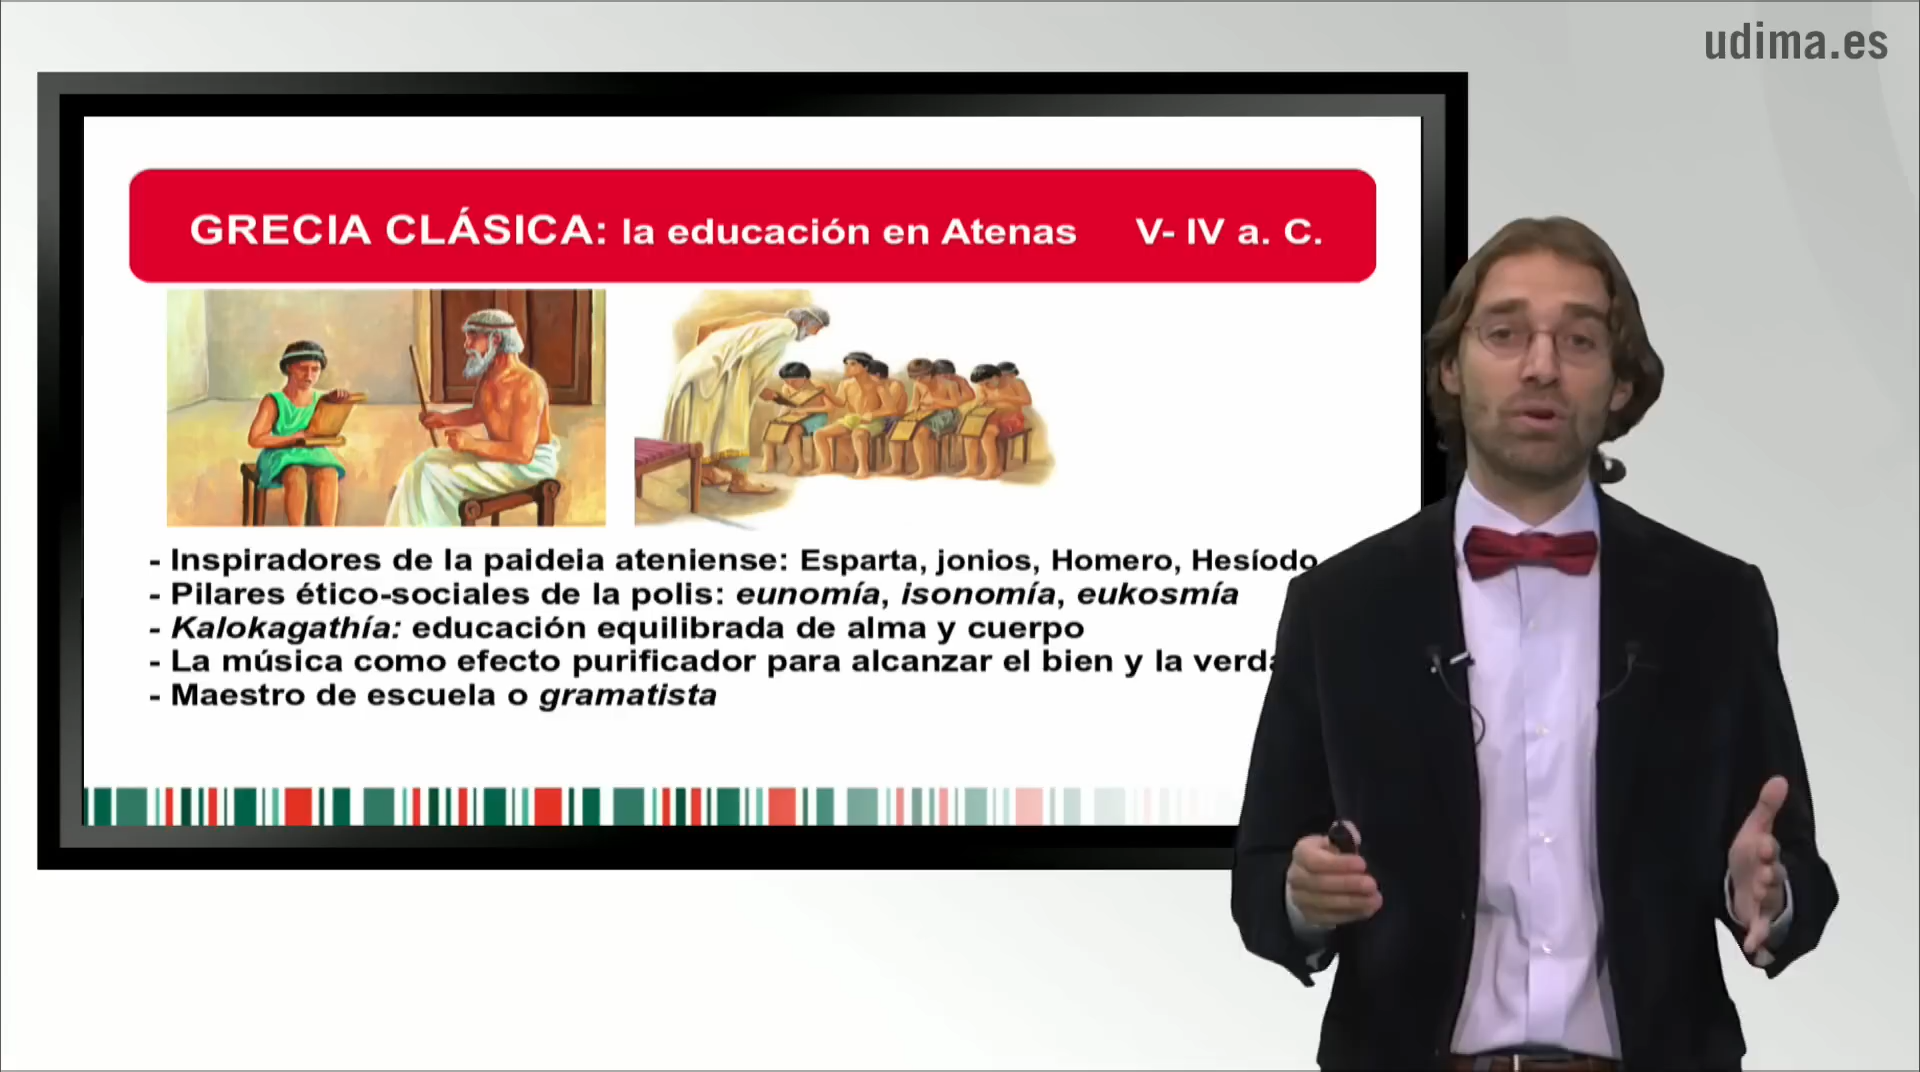 udima.es
GRECIA CLÁSICA: la educación en Atenas V- IV a. C.
- Inspiradores de la paideia ateniense: Esparta, jonios, Homero, Hesíodo
- Pilares ético-sociales de la polis: eunomía, isonomía, eukosmía
- Kalokagathía: educación equilibrada de alma y cuerpo
- La música como efecto purificador para alcanzar el bien y la
- Maestro de escuela o gramatista